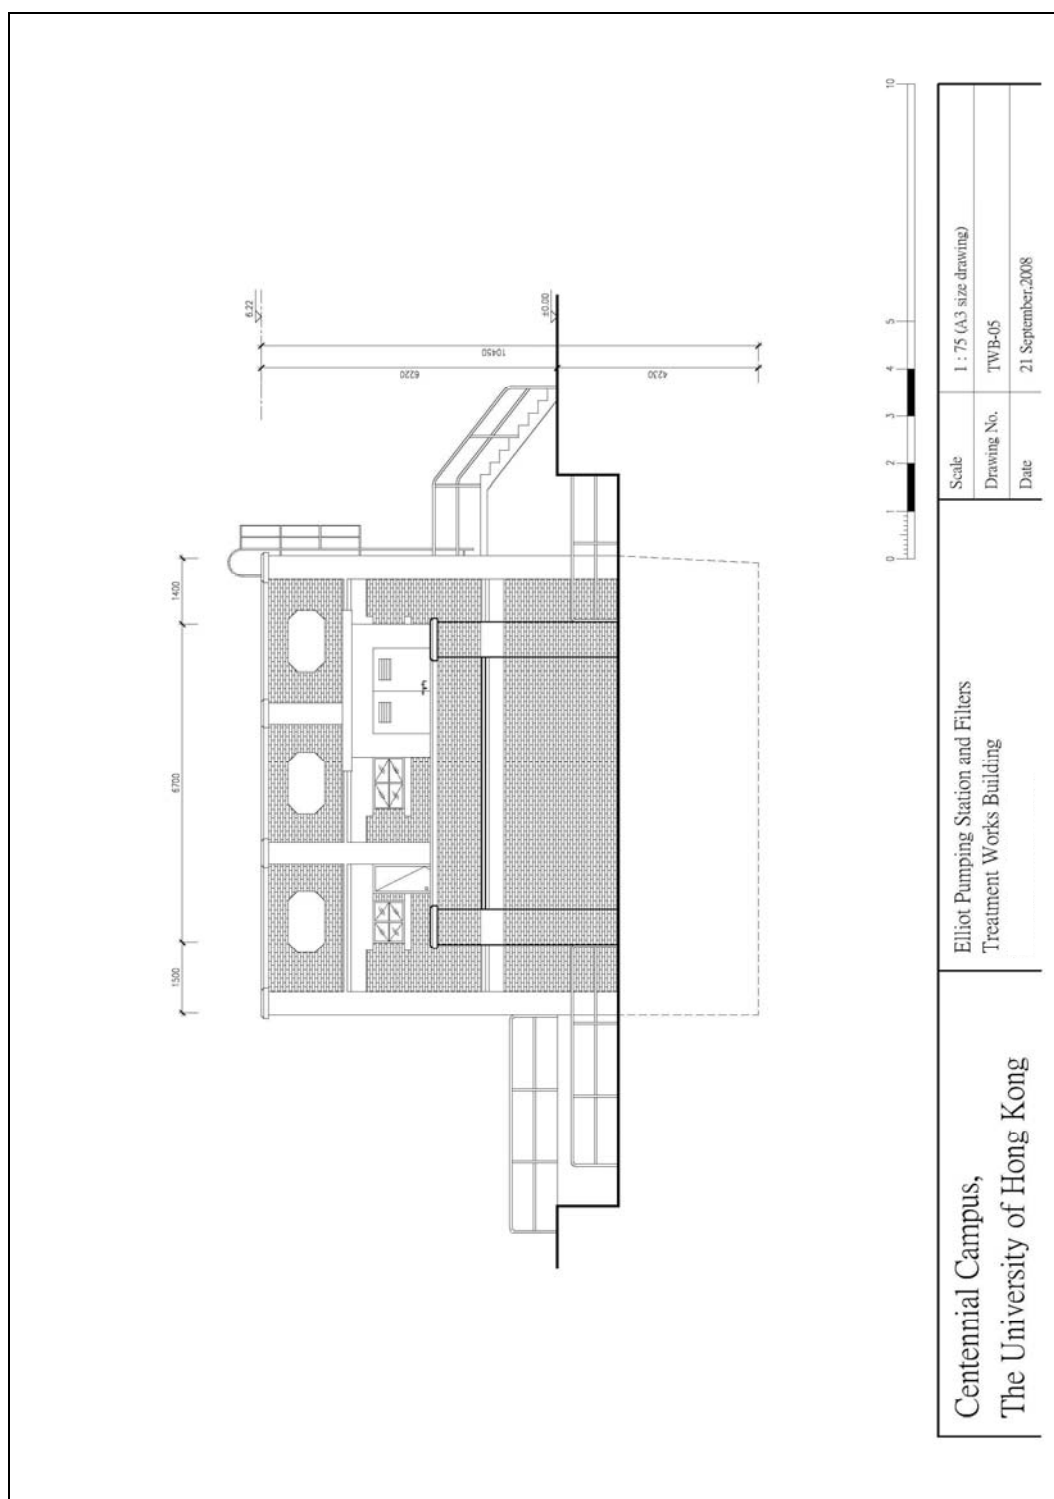 6.22
±0.00
10450
6220
4230
1500
6700
1400
0 1 2 3 4 5 10
Centennial Campus,
The University of Hong Kong
Elliot Pumping Station and Filters
Treatment Works Building
Scale 1 : 75 (A3 size drawing)
Drawing No. TWB-05
Date 21 September,2008